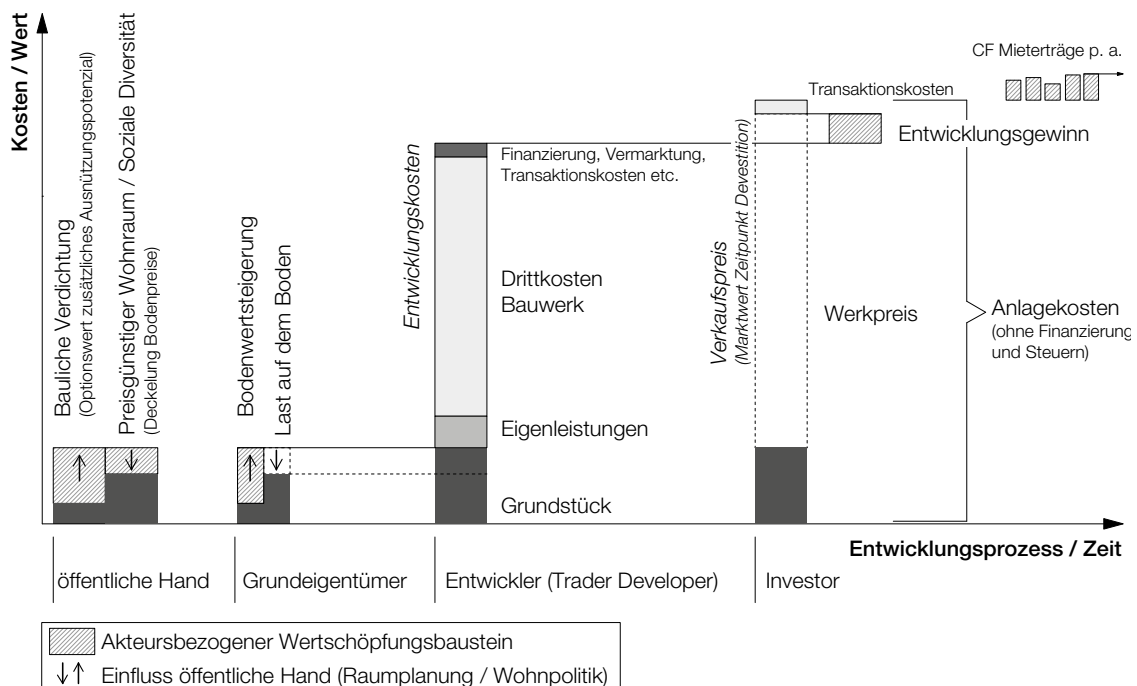 Kosten / Wert
Bauliche Verdichtung
(Optionswert zusätzliches Ausnützungspotenzial)
Preisgünstiger Wohnraum / Soziale Diversität
(Deckelung Bodenpreise)
Bodenwertsteigerung
Last auf dem Boden
Entwicklungskosten
Finanzierung, Vermarktung,
Transaktionskosten etc.
Drittkosten
Bauwerk
Eigenleistungen
Grundstück
Verkaufspreis
(Marktwert Zeitpunkt Devestition)
CF Mieterträge p. a.
Transaktionskosten
Entwicklungsgewinn
Werkpreis
Anlagekosten
(ohne Finanzierung
und Steuern)
Entwicklungsprozess / Zeit
öffentliche Hand
Grundeigentümer
Entwickler (Trader Developer)
Investor
Akteursbezogener Wertschöpfungsbaustein
Einfluss öffentliche Hand (Raumplanung / Wohnpolitik)